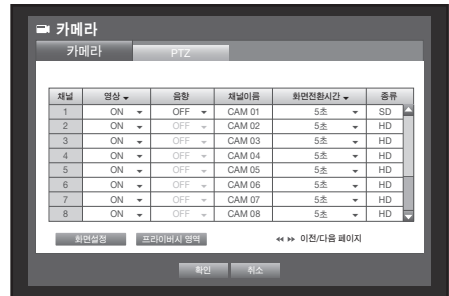 카메라
카메라 PTZ
채널 영상 음향 채널이름 화면전환시간 종류
1 ON OFF CAM 01 5초 SD
2 ON OFF CAM 02 5초 HD
3 ON OFF CAM 03 5초 HD
4 ON OFF CAM 04 5초 HD
5 ON OFF CAM 05 5초 HD
6 ON OFF CAM 06 5초 HD
7 ON OFF CAM 07 5초 HD
8 ON OFF CAM 08 5초 HD
화면설정 프라이버시 영역 이전/다음 페이지
확인 취소